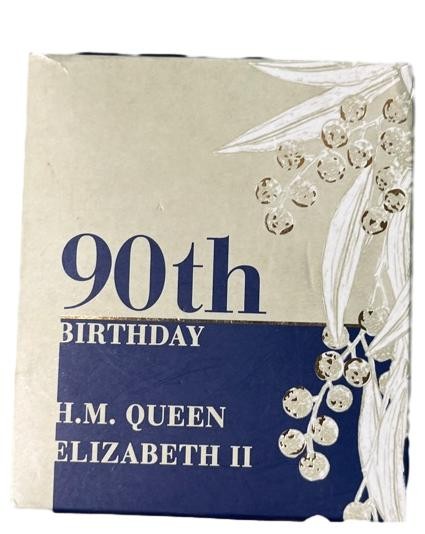 90th
BIRTHDAY
H.M. QUEEN
ELIZABETH II